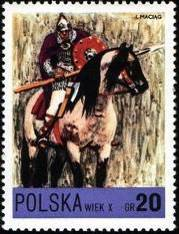 J. MACIĄG
POLSKA WIEK X GR 20